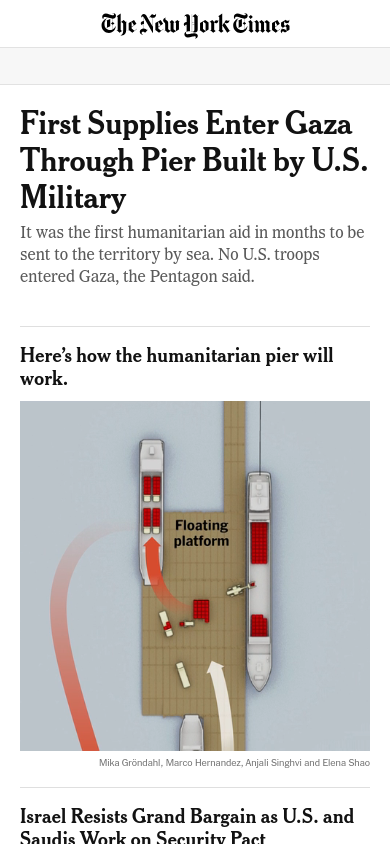 The New York Times
First Supplies Enter Gaza
Through Pier Built by U.S.
Military
It was the first humanitarian aid in months to be
sent to the territory by sea. No U.S. troops
entered Gaza, the Pentagon said.
Here’s how the humanitarian pier will
work.
Floating
platform
Mika Gröndahl, Marco Hernandez, Anjali Singhvi and Elena Shao
Israel Resists Grand Bargain as U.S. and
Saudis Work on Security Pact